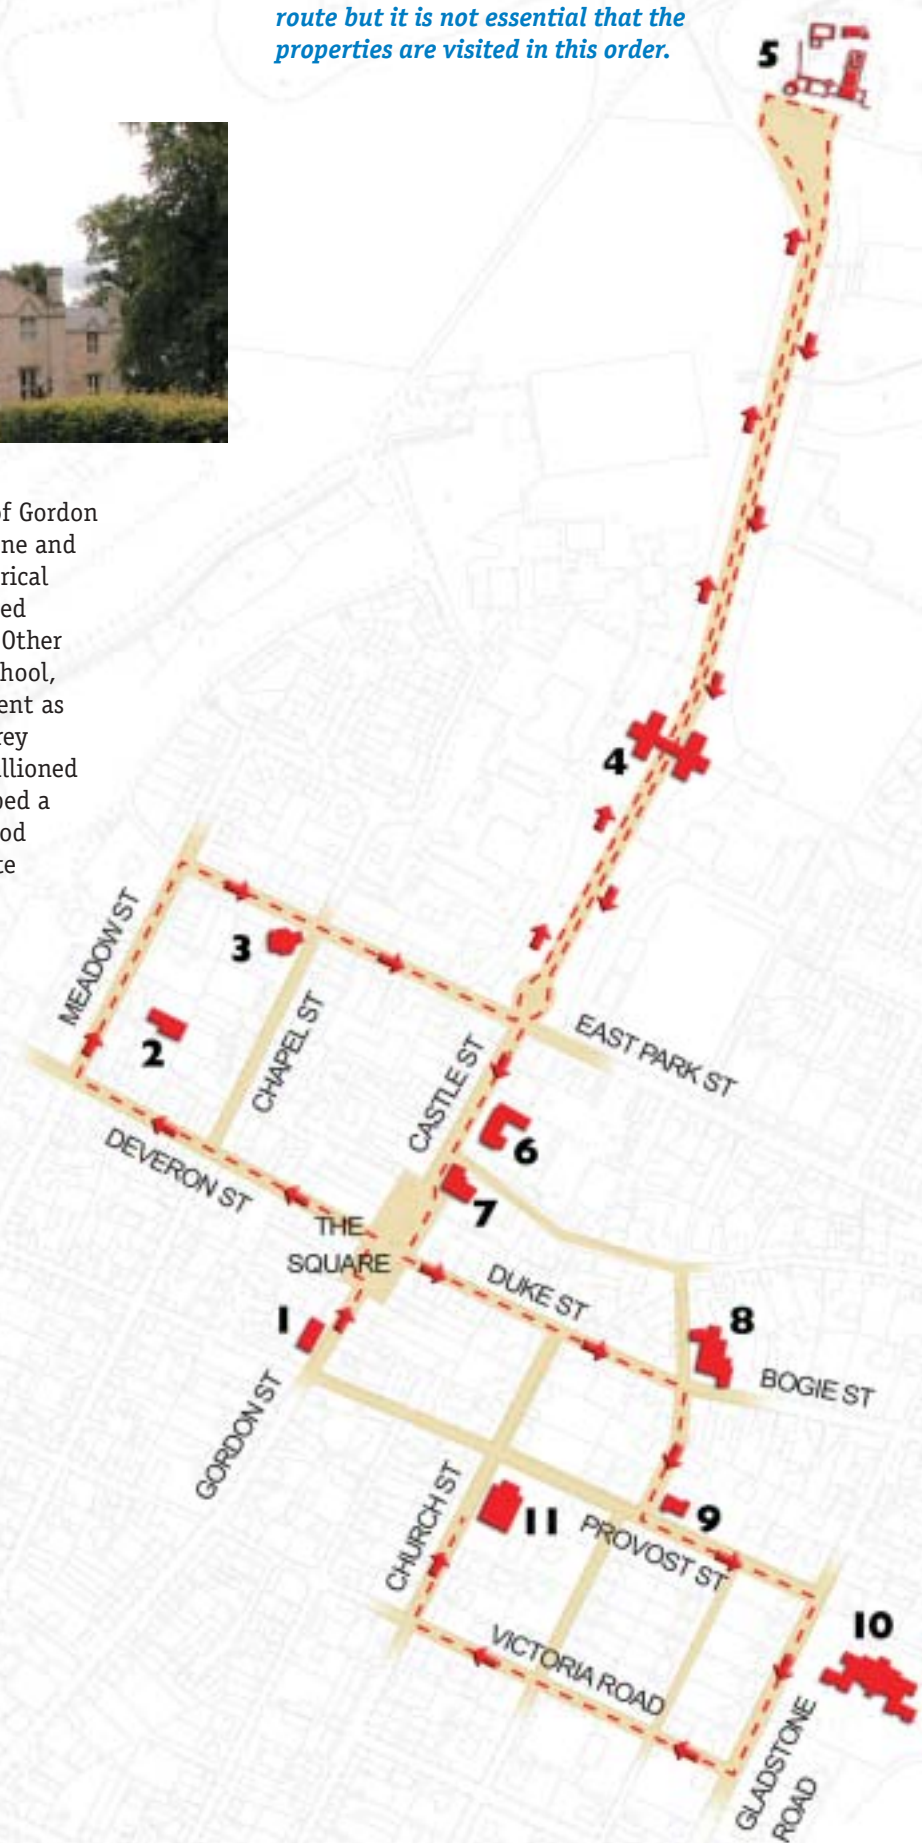 route but it is not essential that the
properties are visited in this order.
5
of Gordon
ne and
rical
ed
Other
hool,
ent as
rey
llioned
ped a
od
te
4
MEADOW ST
3
2
CHAPEL ST
CASTLE ST
EAST PARK ST
6
7
DEVERON ST
THE
SQUARE
DUKE ST
1
8
BOGIE ST
GORDON ST
CHURCH ST
11
9
PROVOST ST
10
VICTORIA ROAD
GLADSTONE
ROAD